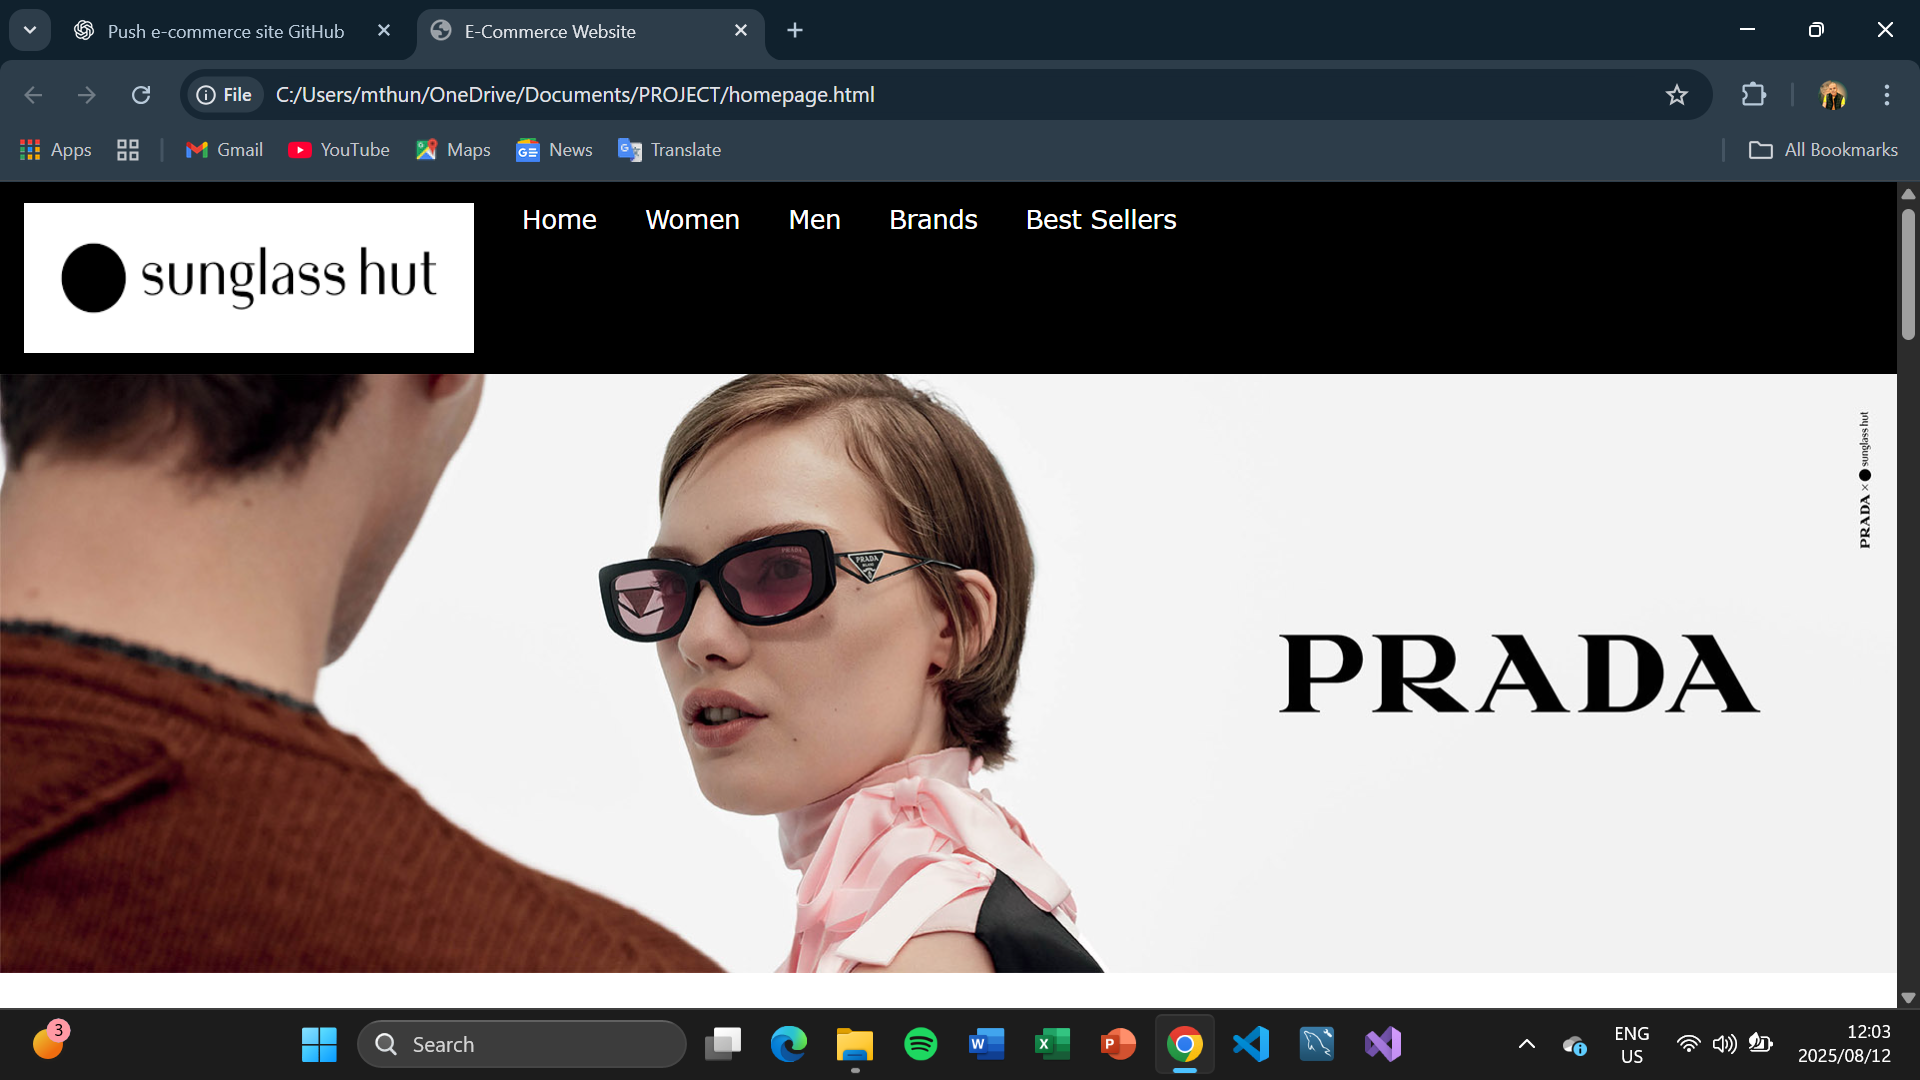 Push e-commerce site GitHub
E-Commerce Website
File
C:/Users/mthun/OneDrive/Documents/PROJECT/homepage.html
Apps
Gmail
YouTube
Maps
News
Translate
All Bookmarks
sunglass hut
Home
Women
Men
Brands
Best Sellers
PRADA × sunglass hut
PRADA
PRADA
PRADA
3
Search
ENG
US
12:03
2025/08/12